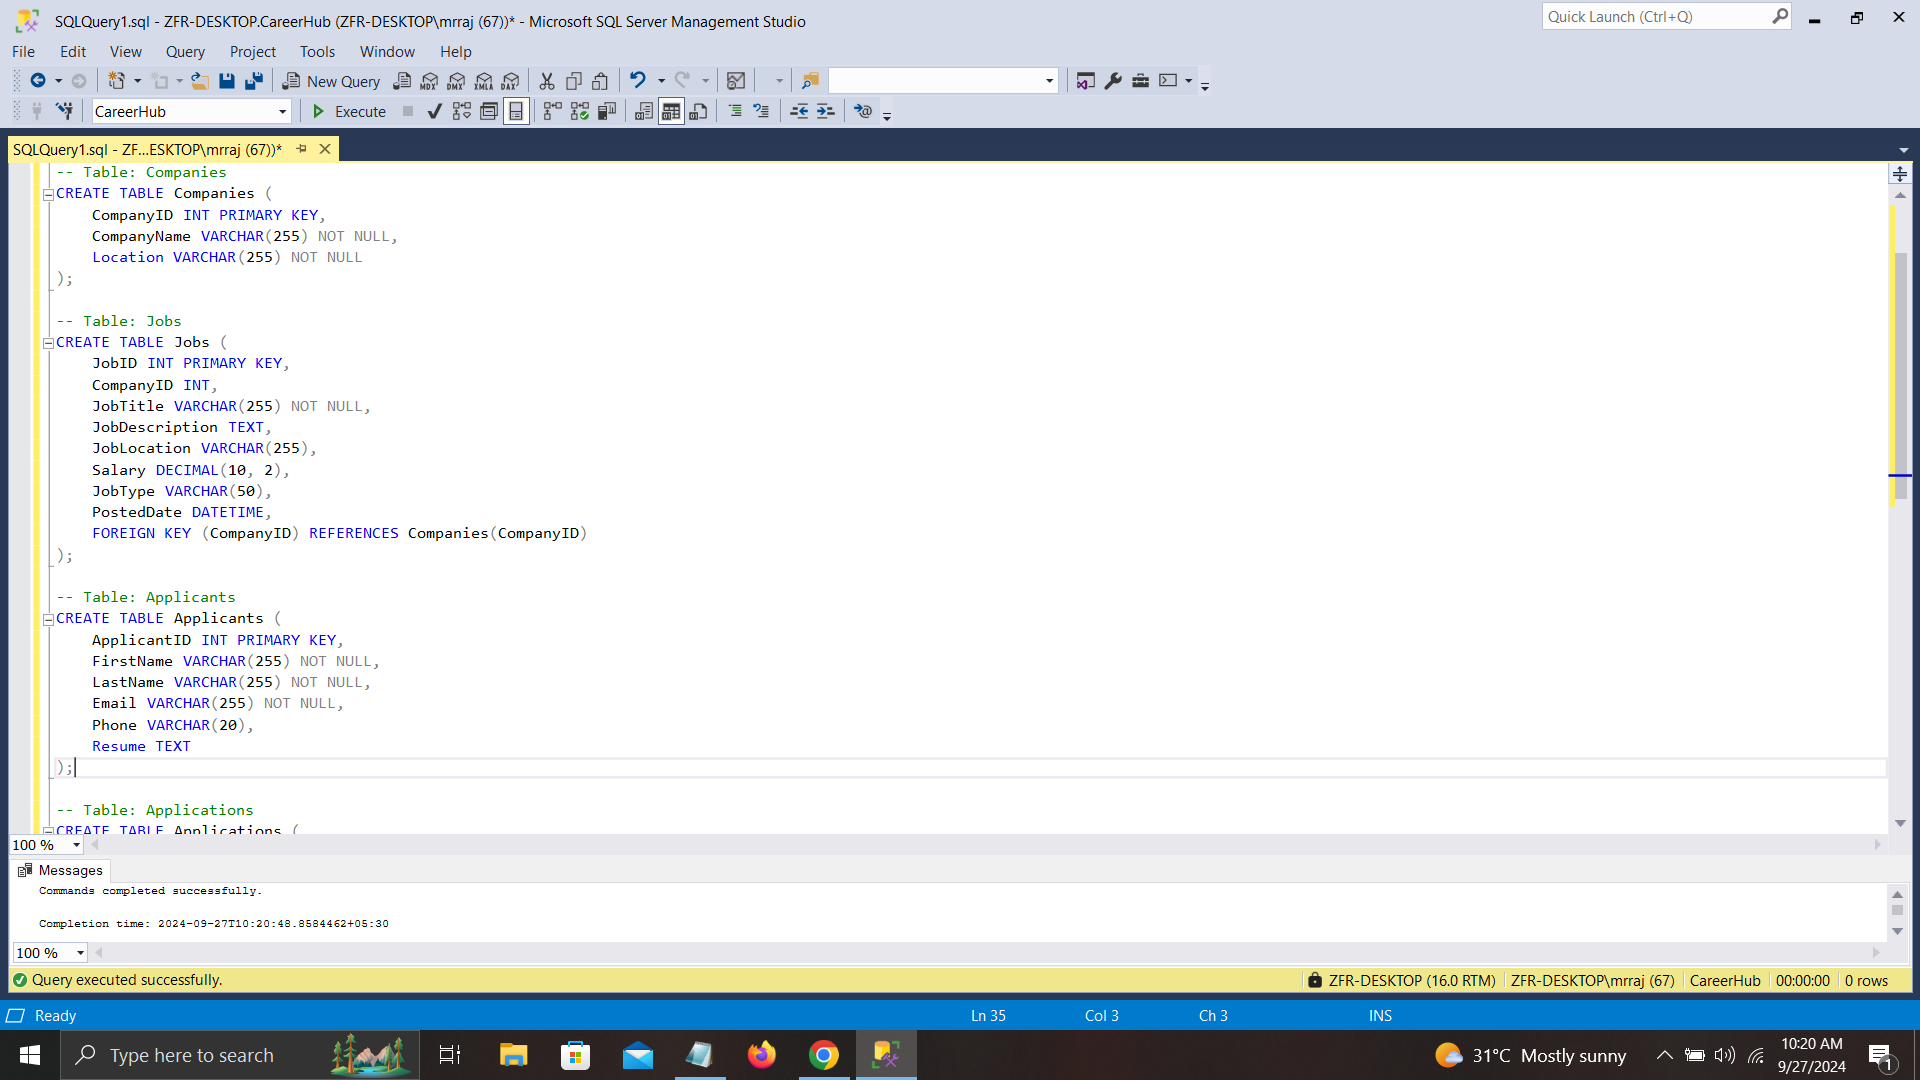 SQLQuery1.sql - ZFR-DESKTOP.CareerHub (ZFR-DESKTOP\mrraj (67))* - Microsoft SQL Server Management Studio
Quick Launch (Ctrl+Q)
File Edit View Query Project Tools Window Help
New Query MDX DMX XMLA DAX
CareerHub Execute
SQLQuery1.sql - ZF...ESKTOP\mrraj (67))*
-- Table: Companies
CREATE TABLE Companies (
CompanyID INT PRIMARY KEY,
CompanyName VARCHAR(255) NOT NULL,
Location VARCHAR(255) NOT NULL
);
-- Table: Jobs
CREATE TABLE Jobs (
JobID INT PRIMARY KEY,
CompanyID INT,
JobTitle VARCHAR(255) NOT NULL,
JobDescription TEXT,
JobLocation VARCHAR(255),
Salary DECIMAL(10, 2),
JobType VARCHAR(50),
PostedDate DATETIME,
FOREIGN KEY (CompanyID) REFERENCES Companies(CompanyID)
);
-- Table: Applicants
CREATE TABLE Applicants (
ApplicantID INT PRIMARY KEY,
FirstName VARCHAR(255) NOT NULL,
LastName VARCHAR(255) NOT NULL,
Email VARCHAR(255) NOT NULL,
Phone VARCHAR(20),
Resume TEXT
);
-- Table: Applications
CREATE TABLE Applications (
100 %
Messages
Commands completed successfully.
Completion time: 2024-09-27T10:20:48.8584462+05:30
100 %
Query executed successfully. ZFR-DESKTOP (16.0 RTM) ZFR-DESKTOP\mrraj (67) CareerHub 00:00:00 0 rows
Ready Ln 35 Col 3 Ch 3 INS
Type here to search 31°C Mostly sunny 10:20 AM
9/27/2024
1